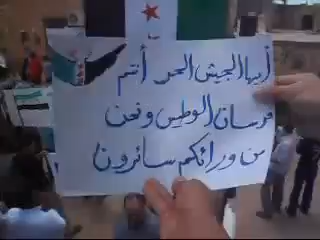 أيها الجيش الحر أنتم
فرسان الوطن ونحن
من ورائكم سائرون